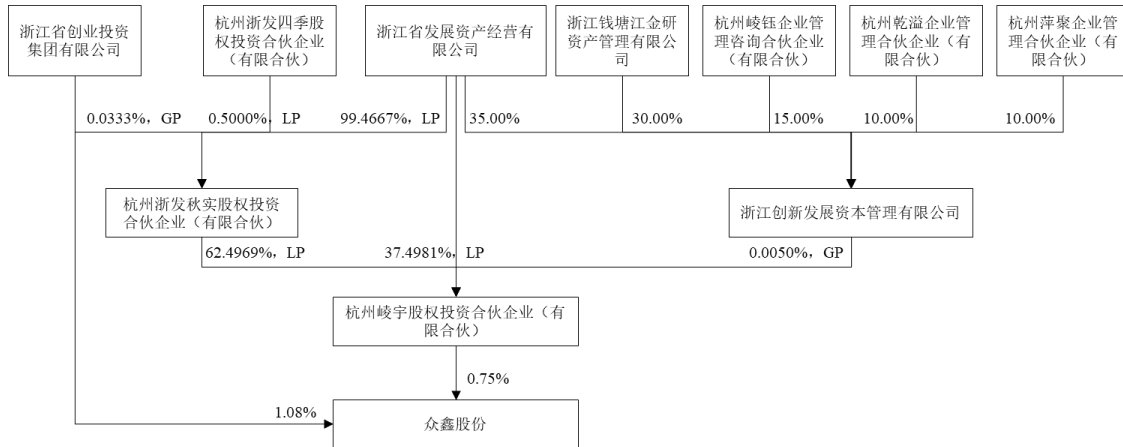 浙江省创业投资
集团有限公司
杭州浙发四季股
权投资合伙企业
（有限合伙）
浙江省发展资产经营有
限公司
浙江钱塘江金研
资产管理有限公
司
杭州崚钰企业管
理咨询合伙企业
（有限合伙）
杭州乾溢企业管
理合伙企业（有
限合伙）
杭州萍聚企业管
理合伙企业（有
限合伙）
0.0333%，GP
0.5000%，LP
99.4667%，LP
35.00%
30.00%
15.00%
10.00%
10.00%
杭州浙发秋实股权投资
合伙企业（有限合伙）
浙江创新发展资本管理有限公司
62.4969%，LP
37.4981%，LP
0.0050%，GP
杭州崚宇股权投资合伙企业（有
限合伙）
0.75%
1.08%
众鑫股份